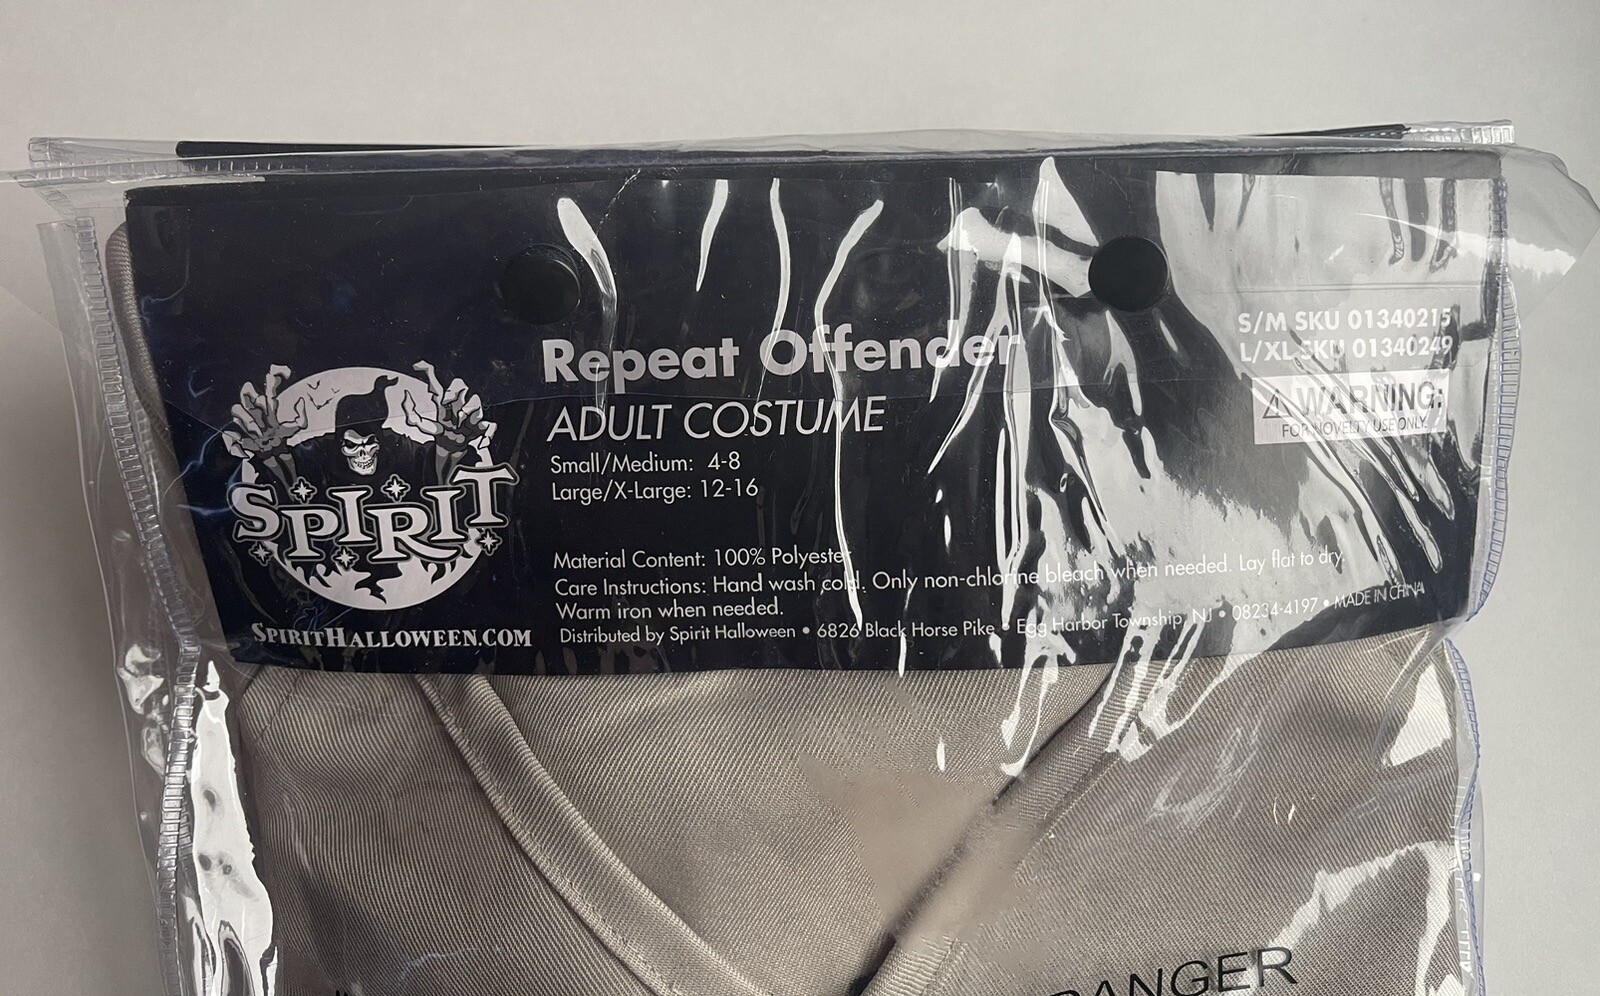 Repeat Offender
ADULT COSTUME
Small/Medium: 4-8
Large/X-Large: 12-16
S/M SKU 01340215
L/XL SKU 01340249
WARNING:
FOR NOVELTY USE ONLY.
SPIRIT
SPIRITHALLOWEEN.COM
Material Content: 100% Polyester
Care Instructions: Hand wash cold. Only non-chlorine bleach when needed. Lay flat to dry.
Warm iron when needed.
Distributed by Spirit Halloween • 6826 Black Horse Pike • Egg Harbor Township, NJ • 08234-4197 • MADE IN CHINA
DANGER